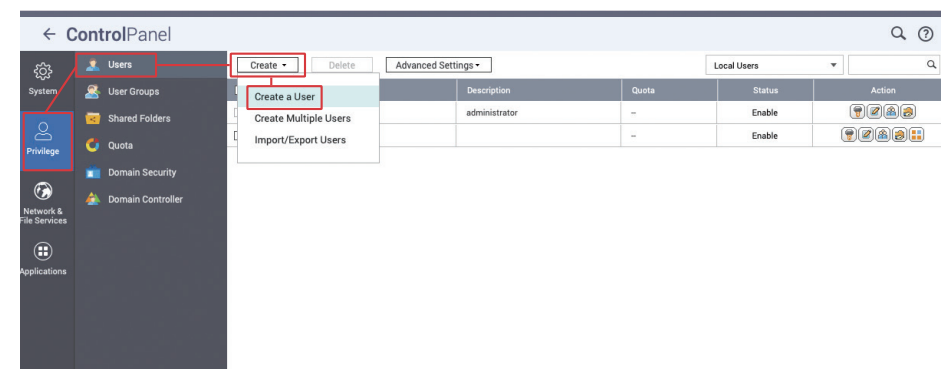 ControlPanel
System
Privilege
Network &
File Services
Applications
Users
User Groups
Shared Folders
Quota
Domain Security
Domain Controller
Create Delete Advanced Settings Local Users
Create a User
Create Multiple Users
Import/Export Users
Description Quota Status Action
administrator -- Enable
-- Enable